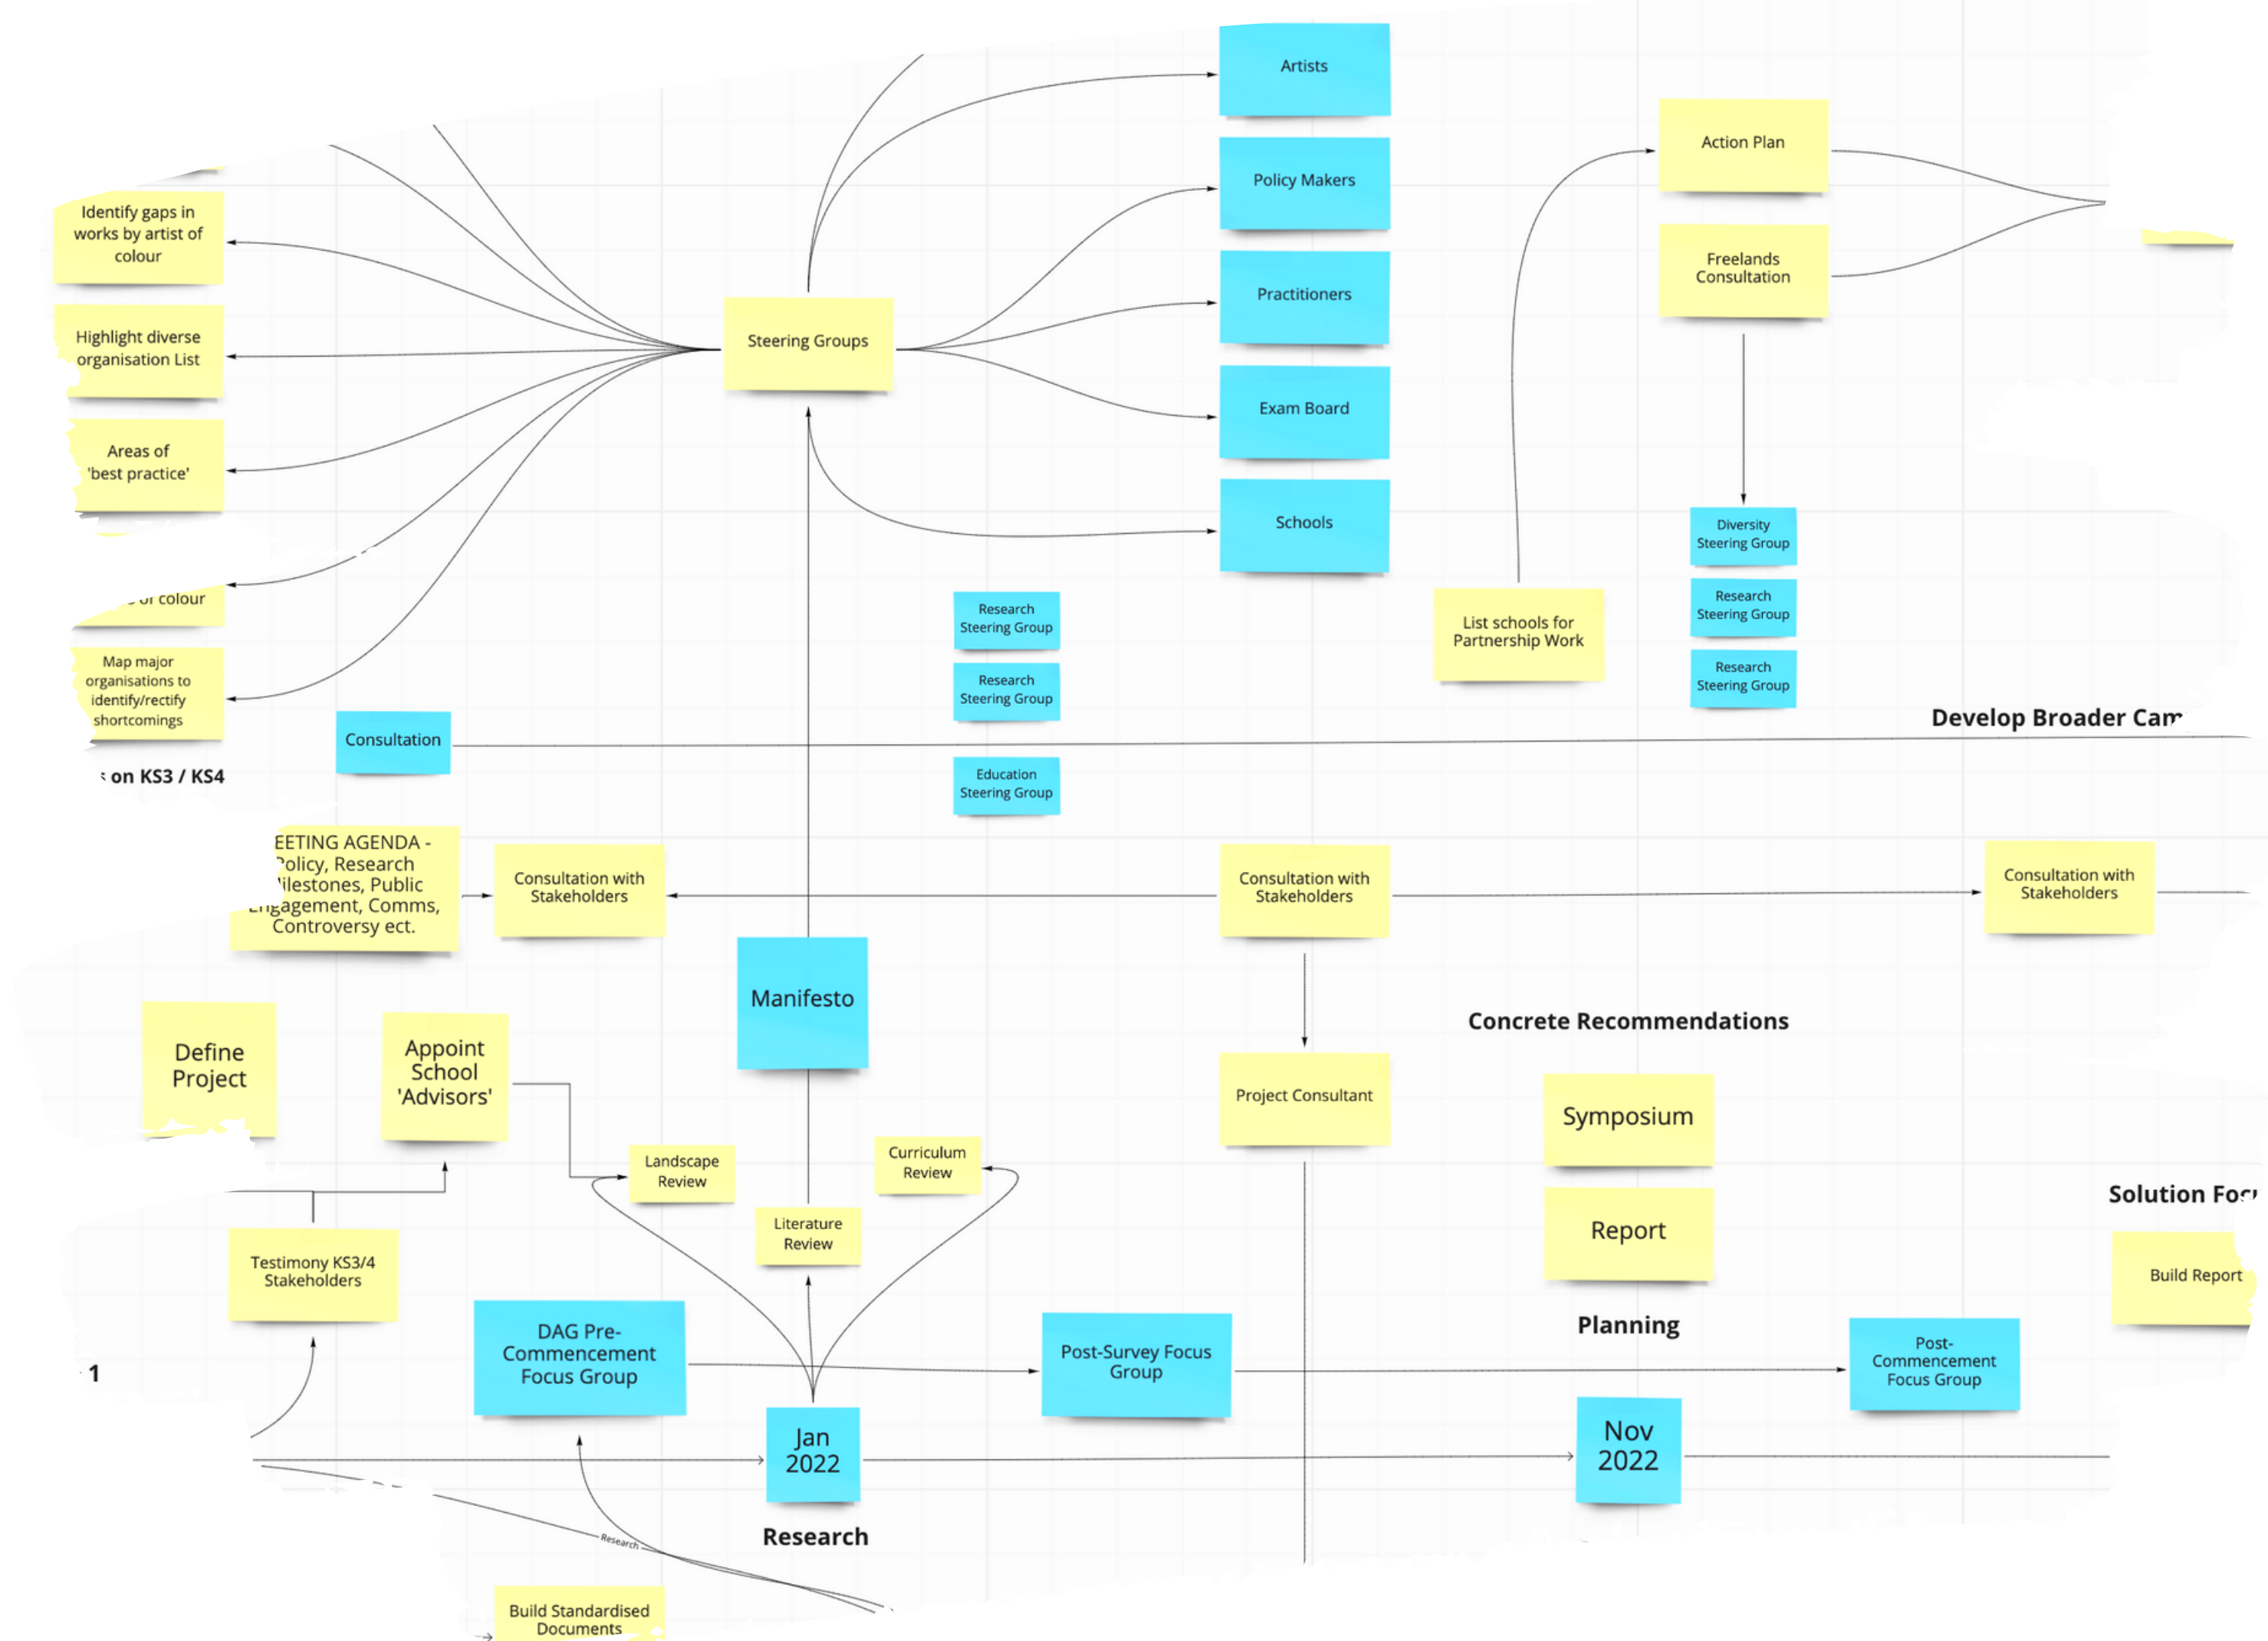 Artists
Policy Makers
Practitioners
Exam Board
Schools
Action Plan
Freelands
Consultation
Identify gaps in
works by artist of
colour
Highlight diverse
organisation List
Areas of
'best practice'
of colour
Map major
organisations to
identify/rectify
shortcomings
on KS3 / KS4
Steering Groups
Research
Steering Group
Research
Steering Group
Education
Steering Group
List schools for
Partnership Work
Diversity
Steering Group
Research
Steering Group
Research
Steering Group
Develop Broader
Consultation
EETING AGENDA -
Policy, Research
Milestones, Public
Engagement, Comms,
Controversy ect.
Consultation with
Stakeholders
Consultation with
Stakeholders
Consultation with
Stakeholders
Manifesto
Define
Project
Appoint
School
'Advisors'
Project Consultant
Concrete Recommendations
Symposium
Report
Planning
Landscape
Review
Curriculum
Review
Literature
Review
Testimony KS3/4
Stakeholders
Solution
Build Report
DAG Pre-
Commencement
Focus Group
Post-Survey Focus
Group
Post-
Commencement
Focus Group
1
Jan
2022
Nov
2022
Research
Research
Build Standardised
Documents